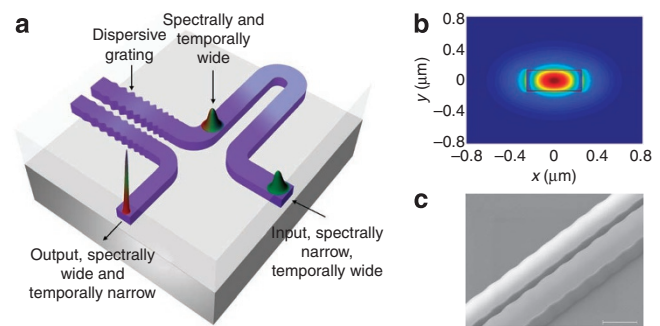 a
Spectrally and
temporally
wide
Dispersive
grating
Input, spectrally
narrow,
temporally wide
Output, spectrally
wide and
temporally narrow
b
0.8
0.4
0
−0.4
−0.8
y (μm)
−0.8 −0.4 0 0.4 0.8
x (μm)
c